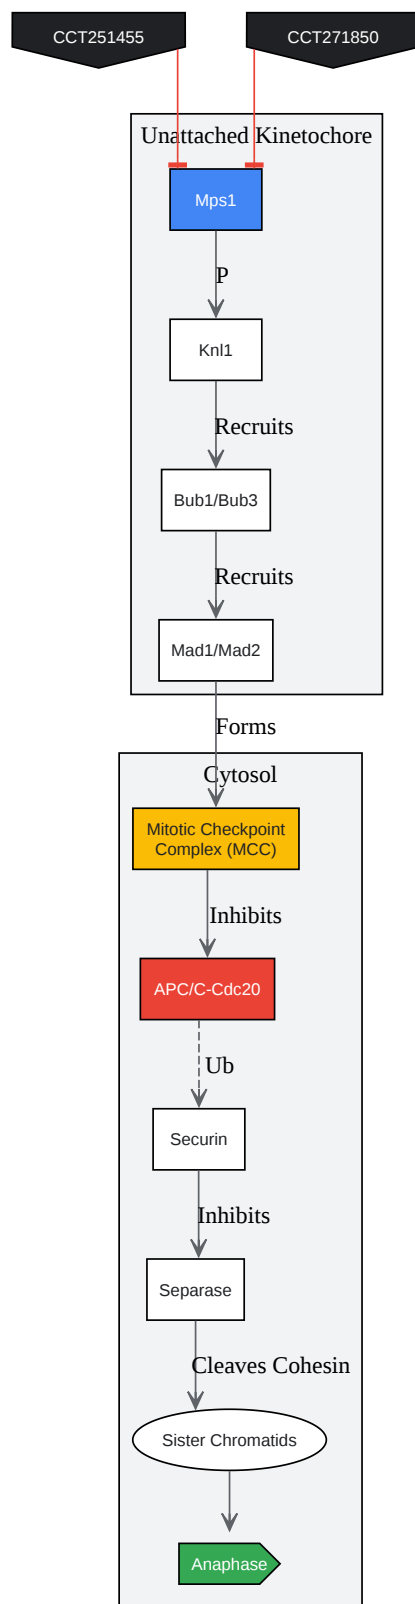 CCT251455
CCT271850
Unattached Kinetochore
Mps1
P
Knl1
Recruits
Bub1/Bub3
Recruits
Mad1/Mad2
Forms
Cytosol
Mitotic Checkpoint
Complex (MCC)
Inhibits
APC/C-Cdc20
Ub
Securin
Inhibits
Separase
Cleaves Cohesin
Sister Chromatids
Anaphase